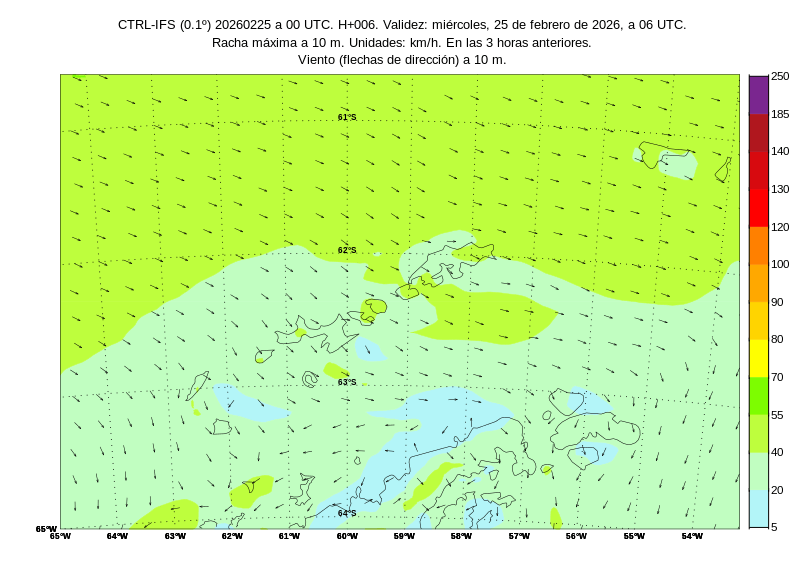 CTRL-IFS (0.1º) 20260225 a 00 UTC. H+006. Validez: miércoles, 25 de febrero de 2026, a 06 UTC.
Racha máxima a 10 m. Unidades: km/h. En las 3 horas anteriores.
Viento (flechas de dirección) a 10 m.
250
185
140
130
120
100
90
80
70
55
40
20
5
61°S
62°S
63°S
64°S
65°W
65°W 64°W 63°W 62°W 61°W 60°W 59°W 58°W 57°W 56°W 55°W 54°W